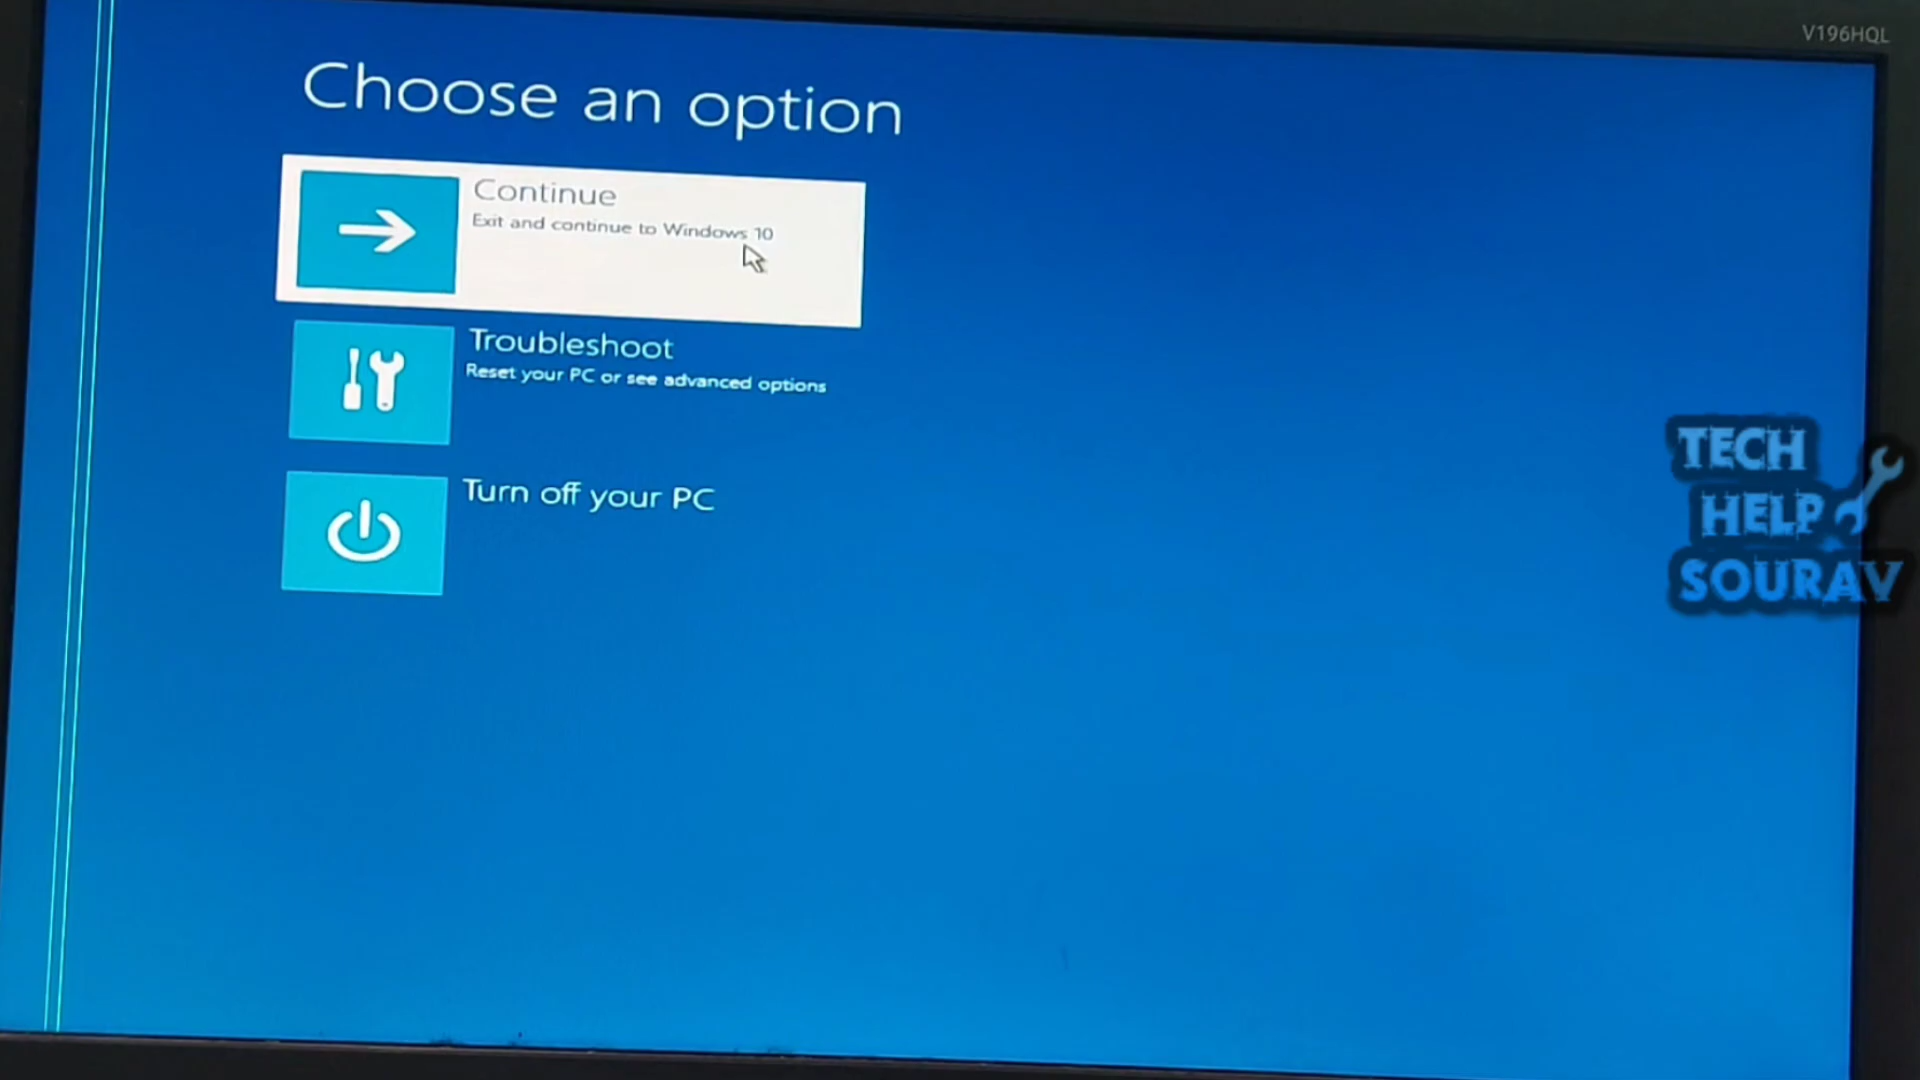 V196HQL
Choose an option
Continue
Exit and continue to Windows 10
Troubleshoot
Reset your PC or see advanced options
Turn off your PC
TECH
HELP
SOURAV